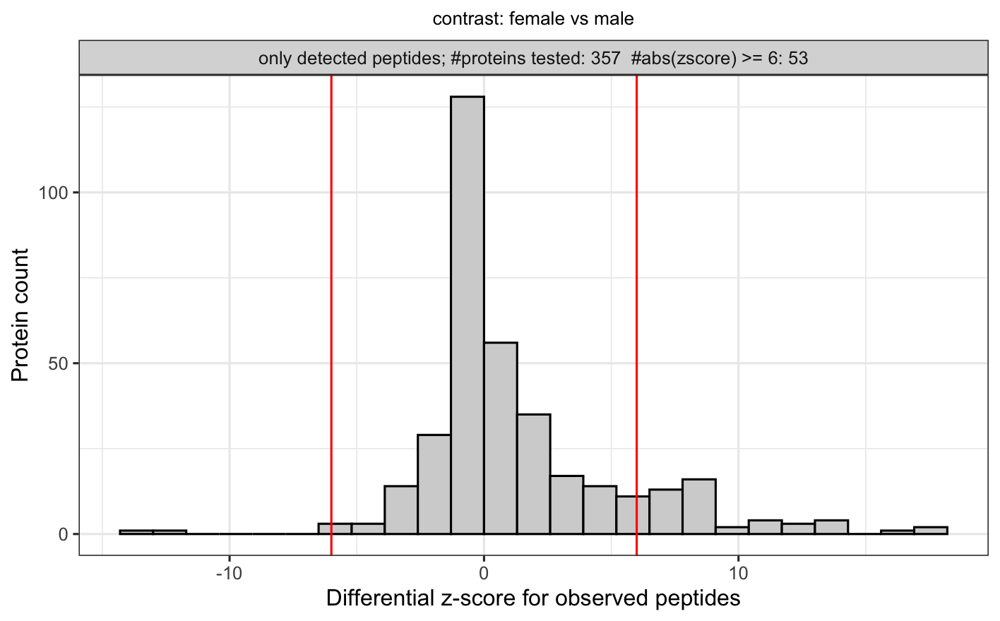 contrast: female vs male
only detected peptides; #proteins tested: 357  #abs(zscore) >= 6: 53
Protein count
100
50
0
-10
0
10
Differential z-score for observed peptides